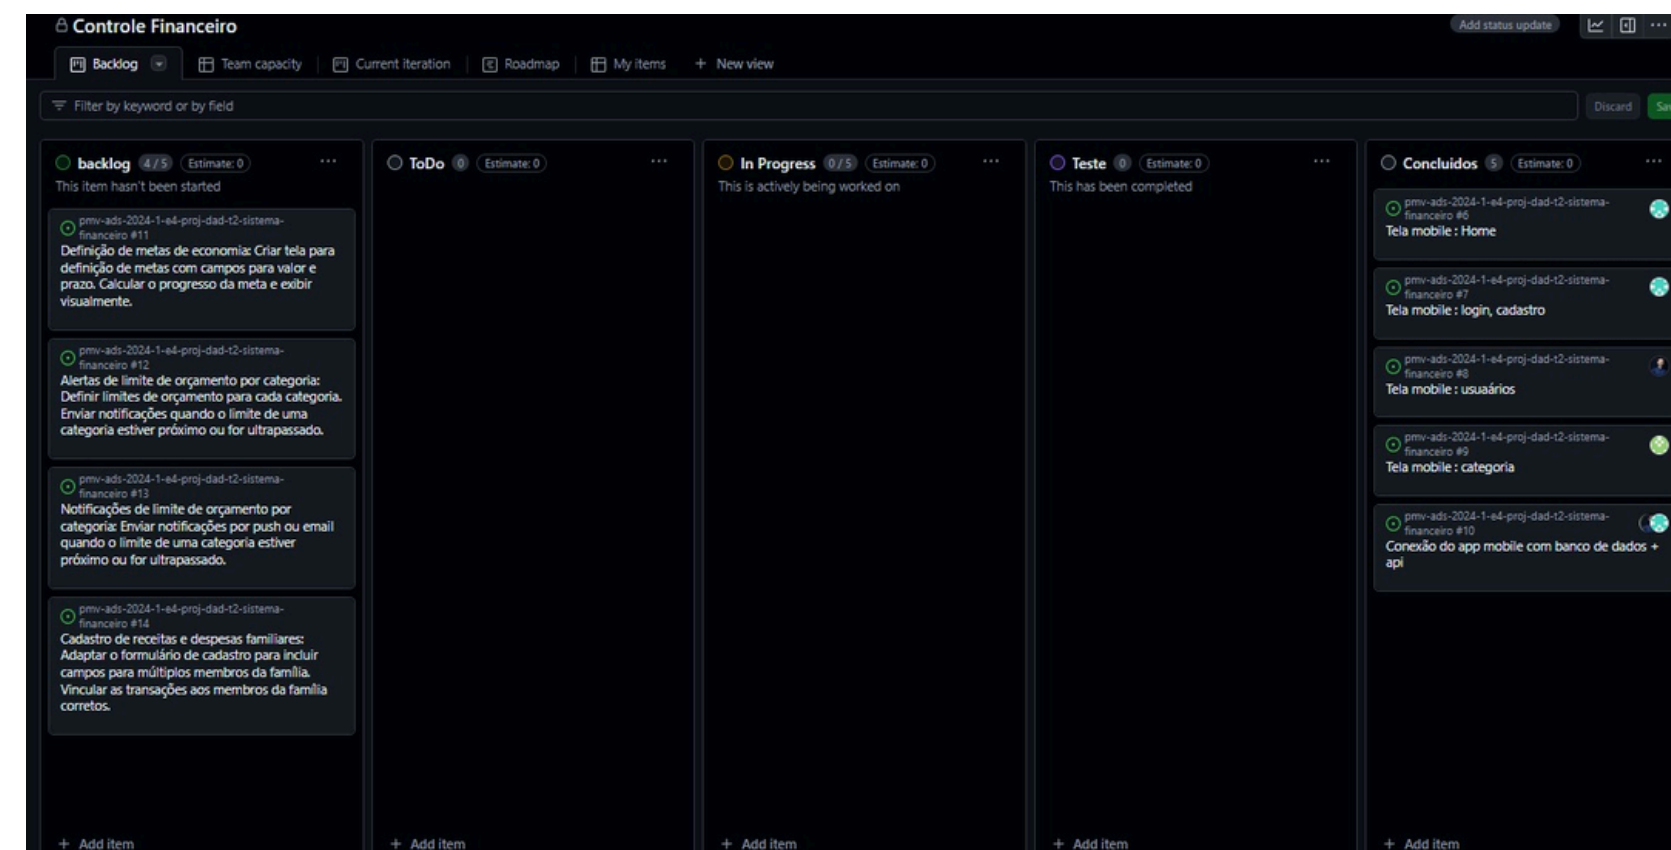 Controle Financeiro
Add status update
Backlog
Team capacity
Current iteration
Roadmap
My items
+ New view
Filter by keyword or by field
Discard
backlog 4 / 5 Estimate: 0
This item hasn't been started
pmv-ads-2024-1-e4-proj-dad-t2-sistema-
financeiro #11
Definição de metas de economia: Criar tela para
definição de metas com campos para valor e
prazo. Calcular o progresso da meta e exibir
visualmente.
pmv-ads-2024-1-e4-proj-dad-t2-sistema-
financeiro #12
Alertas de limite de orçamento por categoria:
Definir limites de orçamento para cada categoria.
Enviar notificações quando o limite de uma
categoria estiver próximo ou for ultrapassado.
pmv-ads-2024-1-e4-proj-dad-t2-sistema-
financeiro #13
Notificações de limite de orçamento por
categoria: Enviar notificações por push ou email
quando o limite de uma categoria estiver
próximo ou for ultrapassado.
pmv-ads-2024-1-e4-proj-dad-t2-sistema-
financeiro #14
Cadastro de receitas e despesas familiares:
Adaptar o formulário de cadastro para incluir
campos para múltiplos membros da família.
Vincular as transações aos membros da família
corretos.
+ Add item
ToDo 0 Estimate: 0
+ Add item
In Progress 0 / 5 Estimate: 0
This is actively being worked on
+ Add item
Teste 0 Estimate: 0
This has been completed
+ Add item
Concluidos 5 Estimate: 0
pmv-ads-2024-1-e4-proj-dad-t2-sistema-
financeiro #6
Tela mobile : Home
pmv-ads-2024-1-e4-proj-dad-t2-sistema-
financeiro #7
Tela mobile : login, cadastro
pmv-ads-2024-1-e4-proj-dad-t2-sistema-
financeiro #8
Tela mobile : usuaários
pmv-ads-2024-1-e4-proj-dad-t2-sistema-
financeiro #9
Tela mobile : categoria
pmv-ads-2024-1-e4-proj-dad-t2-sistema-
financeiro #10
Conexão do app mobile com banco de dados +
api
+ Add item